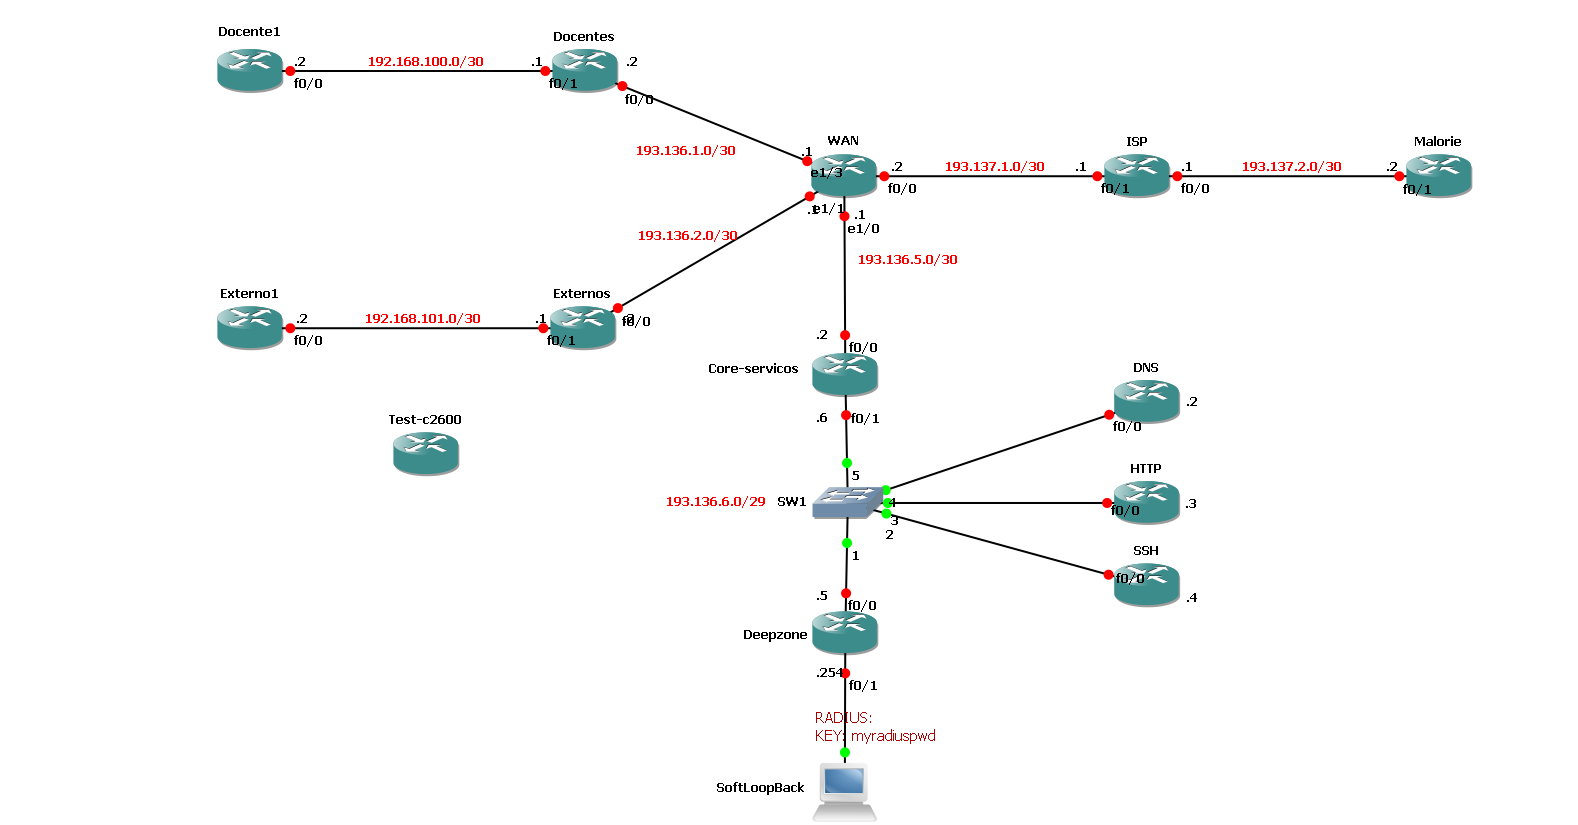 Docente1
Docentes
.2
192.168.100.0/30
.1
.2
f0/0
f0/1
f0/0
WAN
ISP
Malorie
193.136.1.0/30
.1
e1/3
.2
193.137.1.0/30
.1
.1
193.137.2.0/30
.2
f0/0
f0/1
f0/0
f0/1
e1/1
.1
e1/0
193.136.2.0/30
193.136.5.0/30
Externo1
Externos
.2
192.168.101.0/30
.1
f0/0
f0/0
f0/1
.2
f0/0
Core-servicos
DNS
.2
.6
f0/1
f0/0
Test-c2600
HTTP
5
193.136.6.0/29
SW1
4
f0/0
.3
3
2
SSH
1
f0/0
.4
.5
f0/0
Deepzone
.254
f0/1
RADIUS:
KEY: myradiuspwd
SoftLoopBack